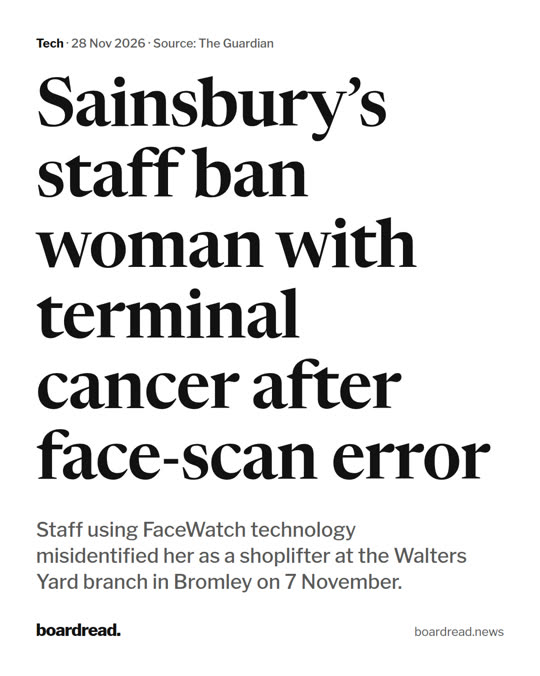 Tech · 28 Nov 2026 · Source: The Guardian
Sainsbury’s
staff ban
woman with
terminal
cancer after
face-scan error
Staff using FaceWatch technology
misidentified her as a shoplifter at the Walters
Yard branch in Bromley on 7 November.
boardread.
boardread.news